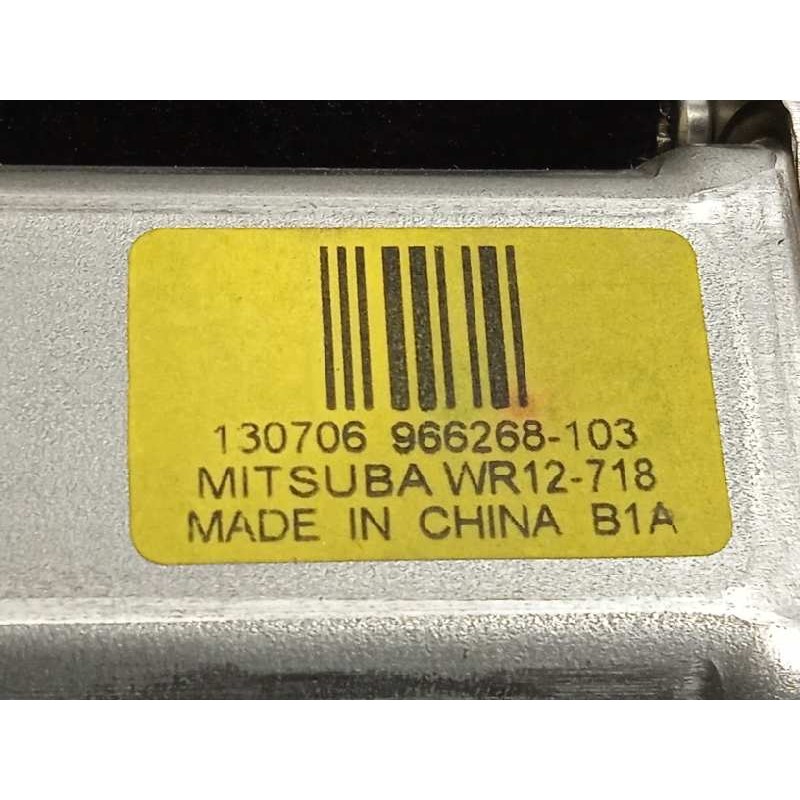 130706 966268-103
MITSUBA WR12-718
MADE IN CHINA B1A